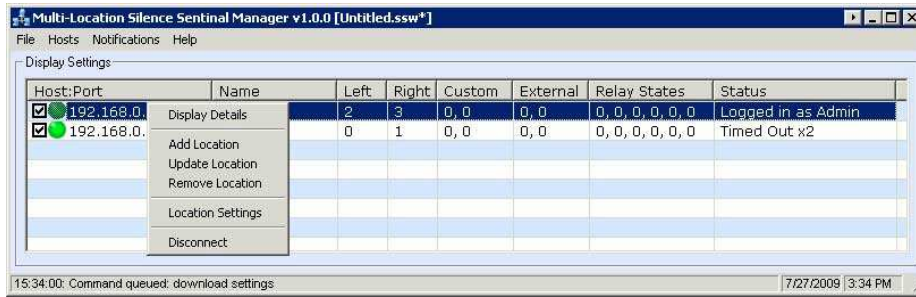 Multi-Location Silence Sentinal Manager v1.0.0 [Untitled.ssw*]
File Hosts Notifications Help
Display Settings
Host:Port Name Left Right Custom External Relay States Status
192.168.0. 2 3 0, 0 0, 0 0, 0, 0, 0, 0, 0 Logged in as Admin
192.168.0. 0 1 0, 0 0, 0 0, 0, 0, 0, 0, 0 Timed Out x2
Display Details
Add Location
Update Location
Remove Location
Location Settings
Disconnect
15:34:00: Command queued: download settings 7/27/2009 3:34 PM